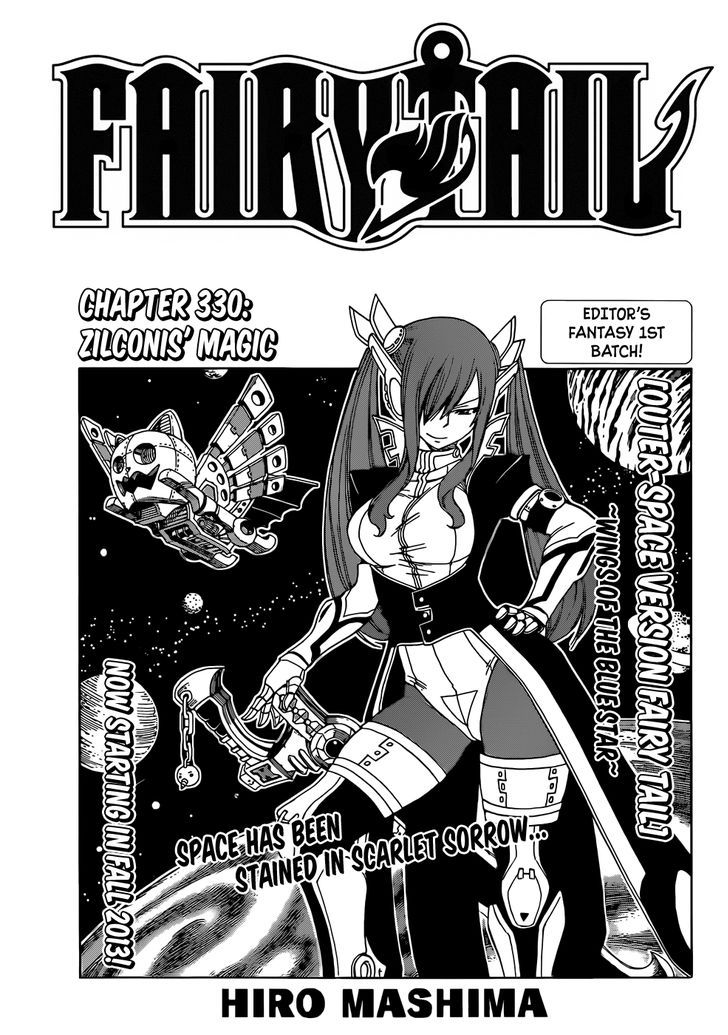 FAIRY TAIL
CHAPTER 330:
ZILCONIS' MAGIC
EDITOR'S
FANTASY 1ST
BATCH!
[OUTER-SPACE VERSION FAIRY TAIL]
~WINGS OF THE BLUE STAR~
NOW STARTING IN FALL 2013!
SPACE HAS BEEN
STAINED IN SCARLET SORROW...
HIRO MASHIMA